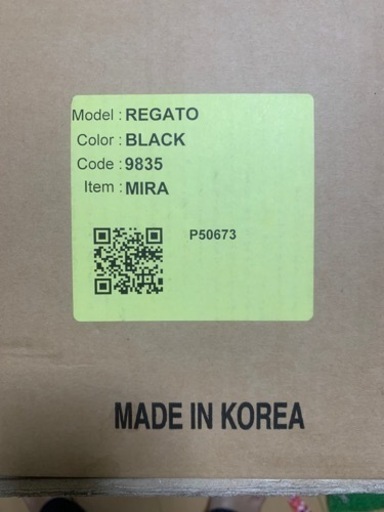 Model : REGATO
Color : BLACK
Code : 9835
Item : MIRA
P50673
MADE IN KOREA